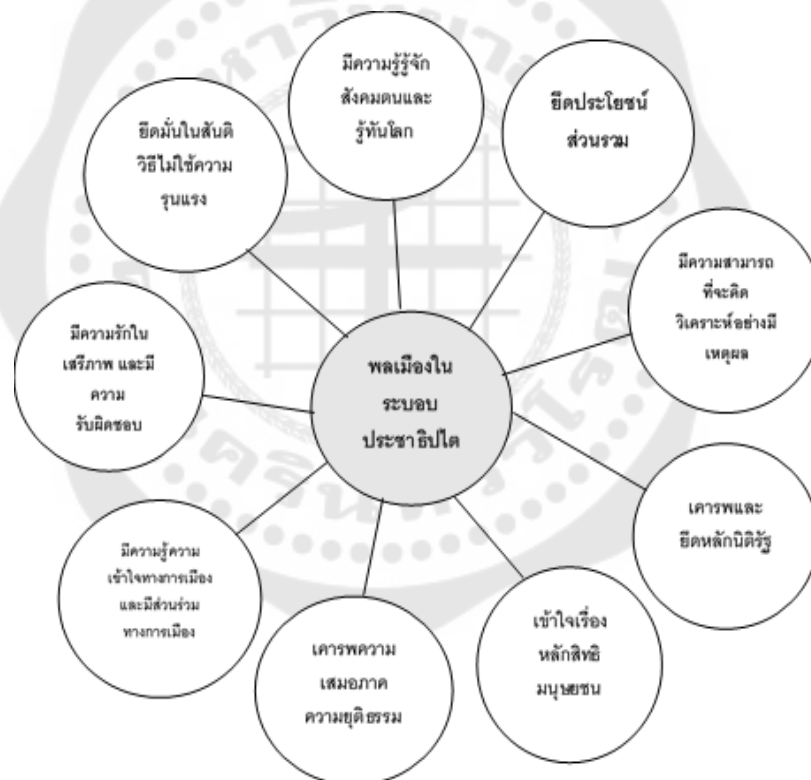 มีความรู้รู้จัก
สังคมตนและ
รู้ทันโลก
ยึดประโยชน์
ส่วนรวม
มีความสามารถ
ที่จะคิด
วิเคราะห์อย่างมี
เหตุผล
เคารพและ
ยึดหลักนิติรัฐ
เข้าใจเรื่อง
หลักสิทธิ
มนุษยชน
เคารพความ
เสมอภาค
ความยุติธรรม
มีความรู้ความ
เข้าใจทางการเมือง
และมีส่วนร่วม
ทางการเมือง
มีความรักใน
เสรีภาพ และมี
ความ
รับผิดชอบ
ยึดมั่นในสันติ
วิธีไม่ใช้ความ
รุนแรง
พลเมืองใน
ระบอบ
ประชาธิปไต